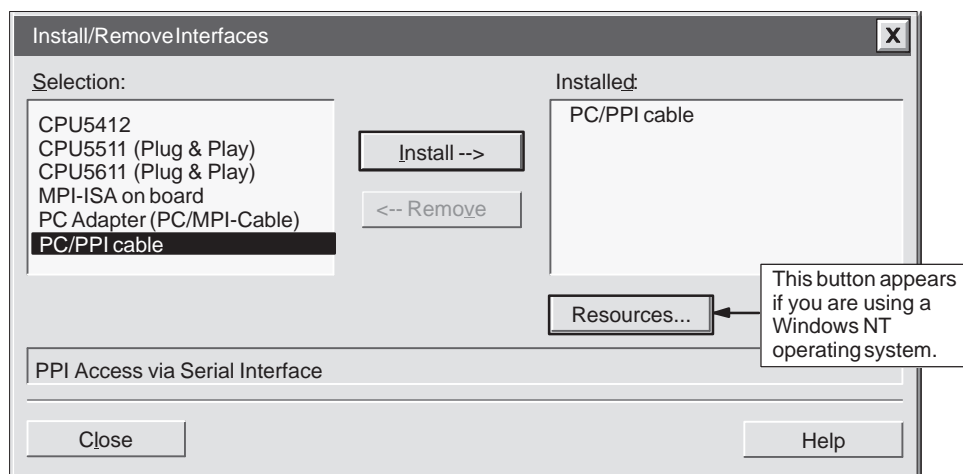 Install/Remove Interfaces
X
Selection:
CPU5412
CPU5511 (Plug & Play)
CPU5611 (Plug & Play)
MPI-ISA on board
PC Adapter (PC/MPI-Cable)
PC/PPI cable
Install -->
<-- Remove
Installed:
PC/PPI cable
Resources...
This button appears
if you are using a
Windows NT
operating system.
PPI Access via Serial Interface
Close
Help